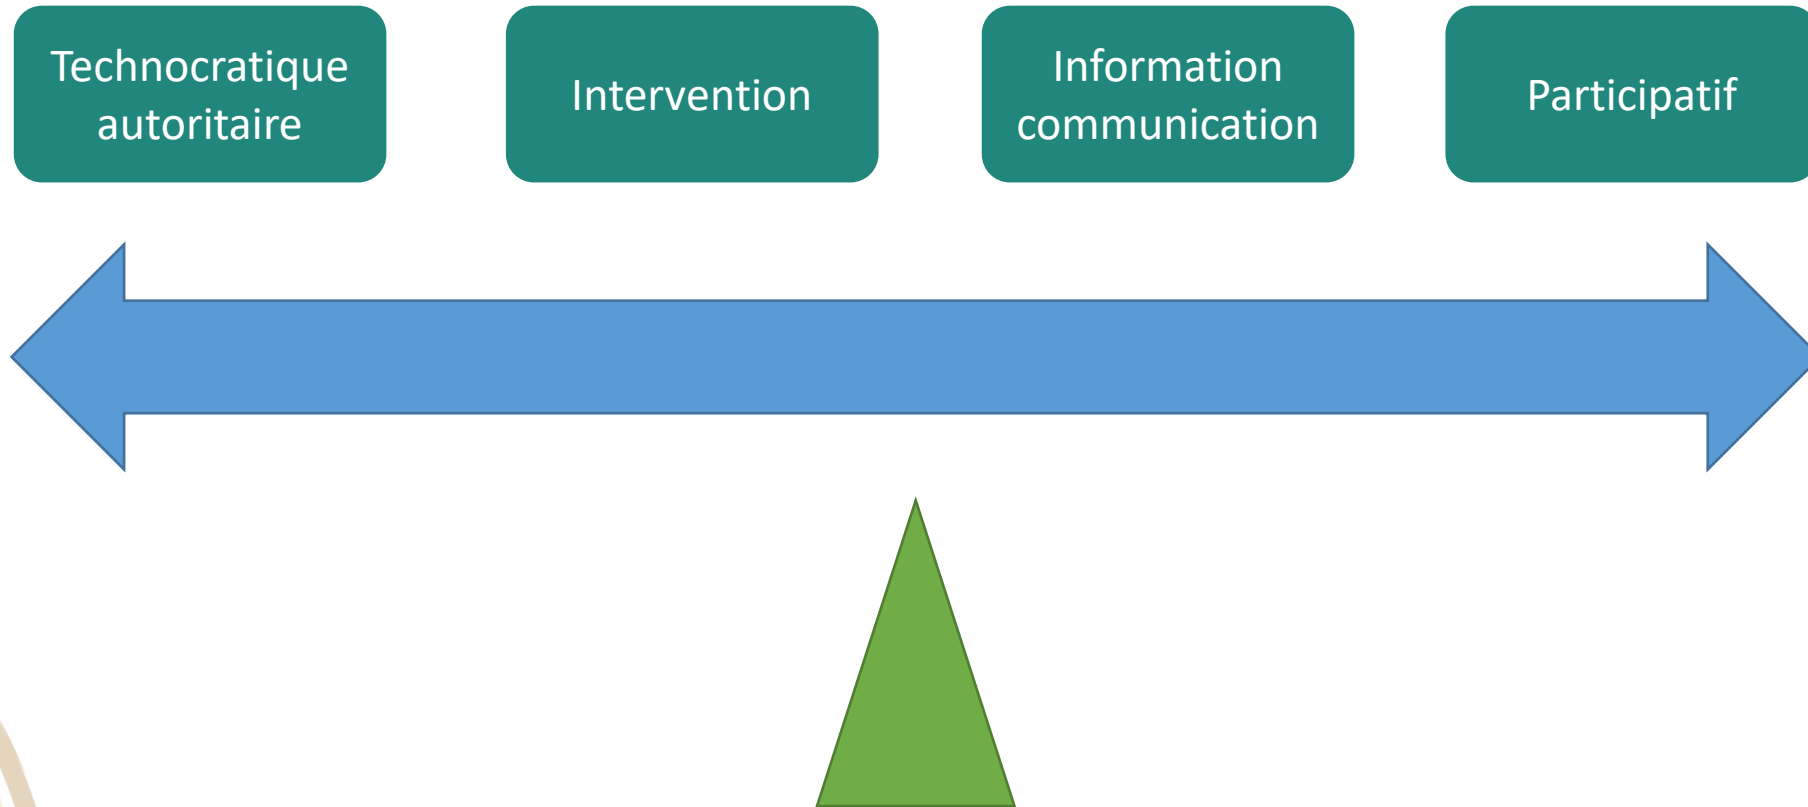 Technocratique
autoritaire
Intervention
Information
communication
Participatif